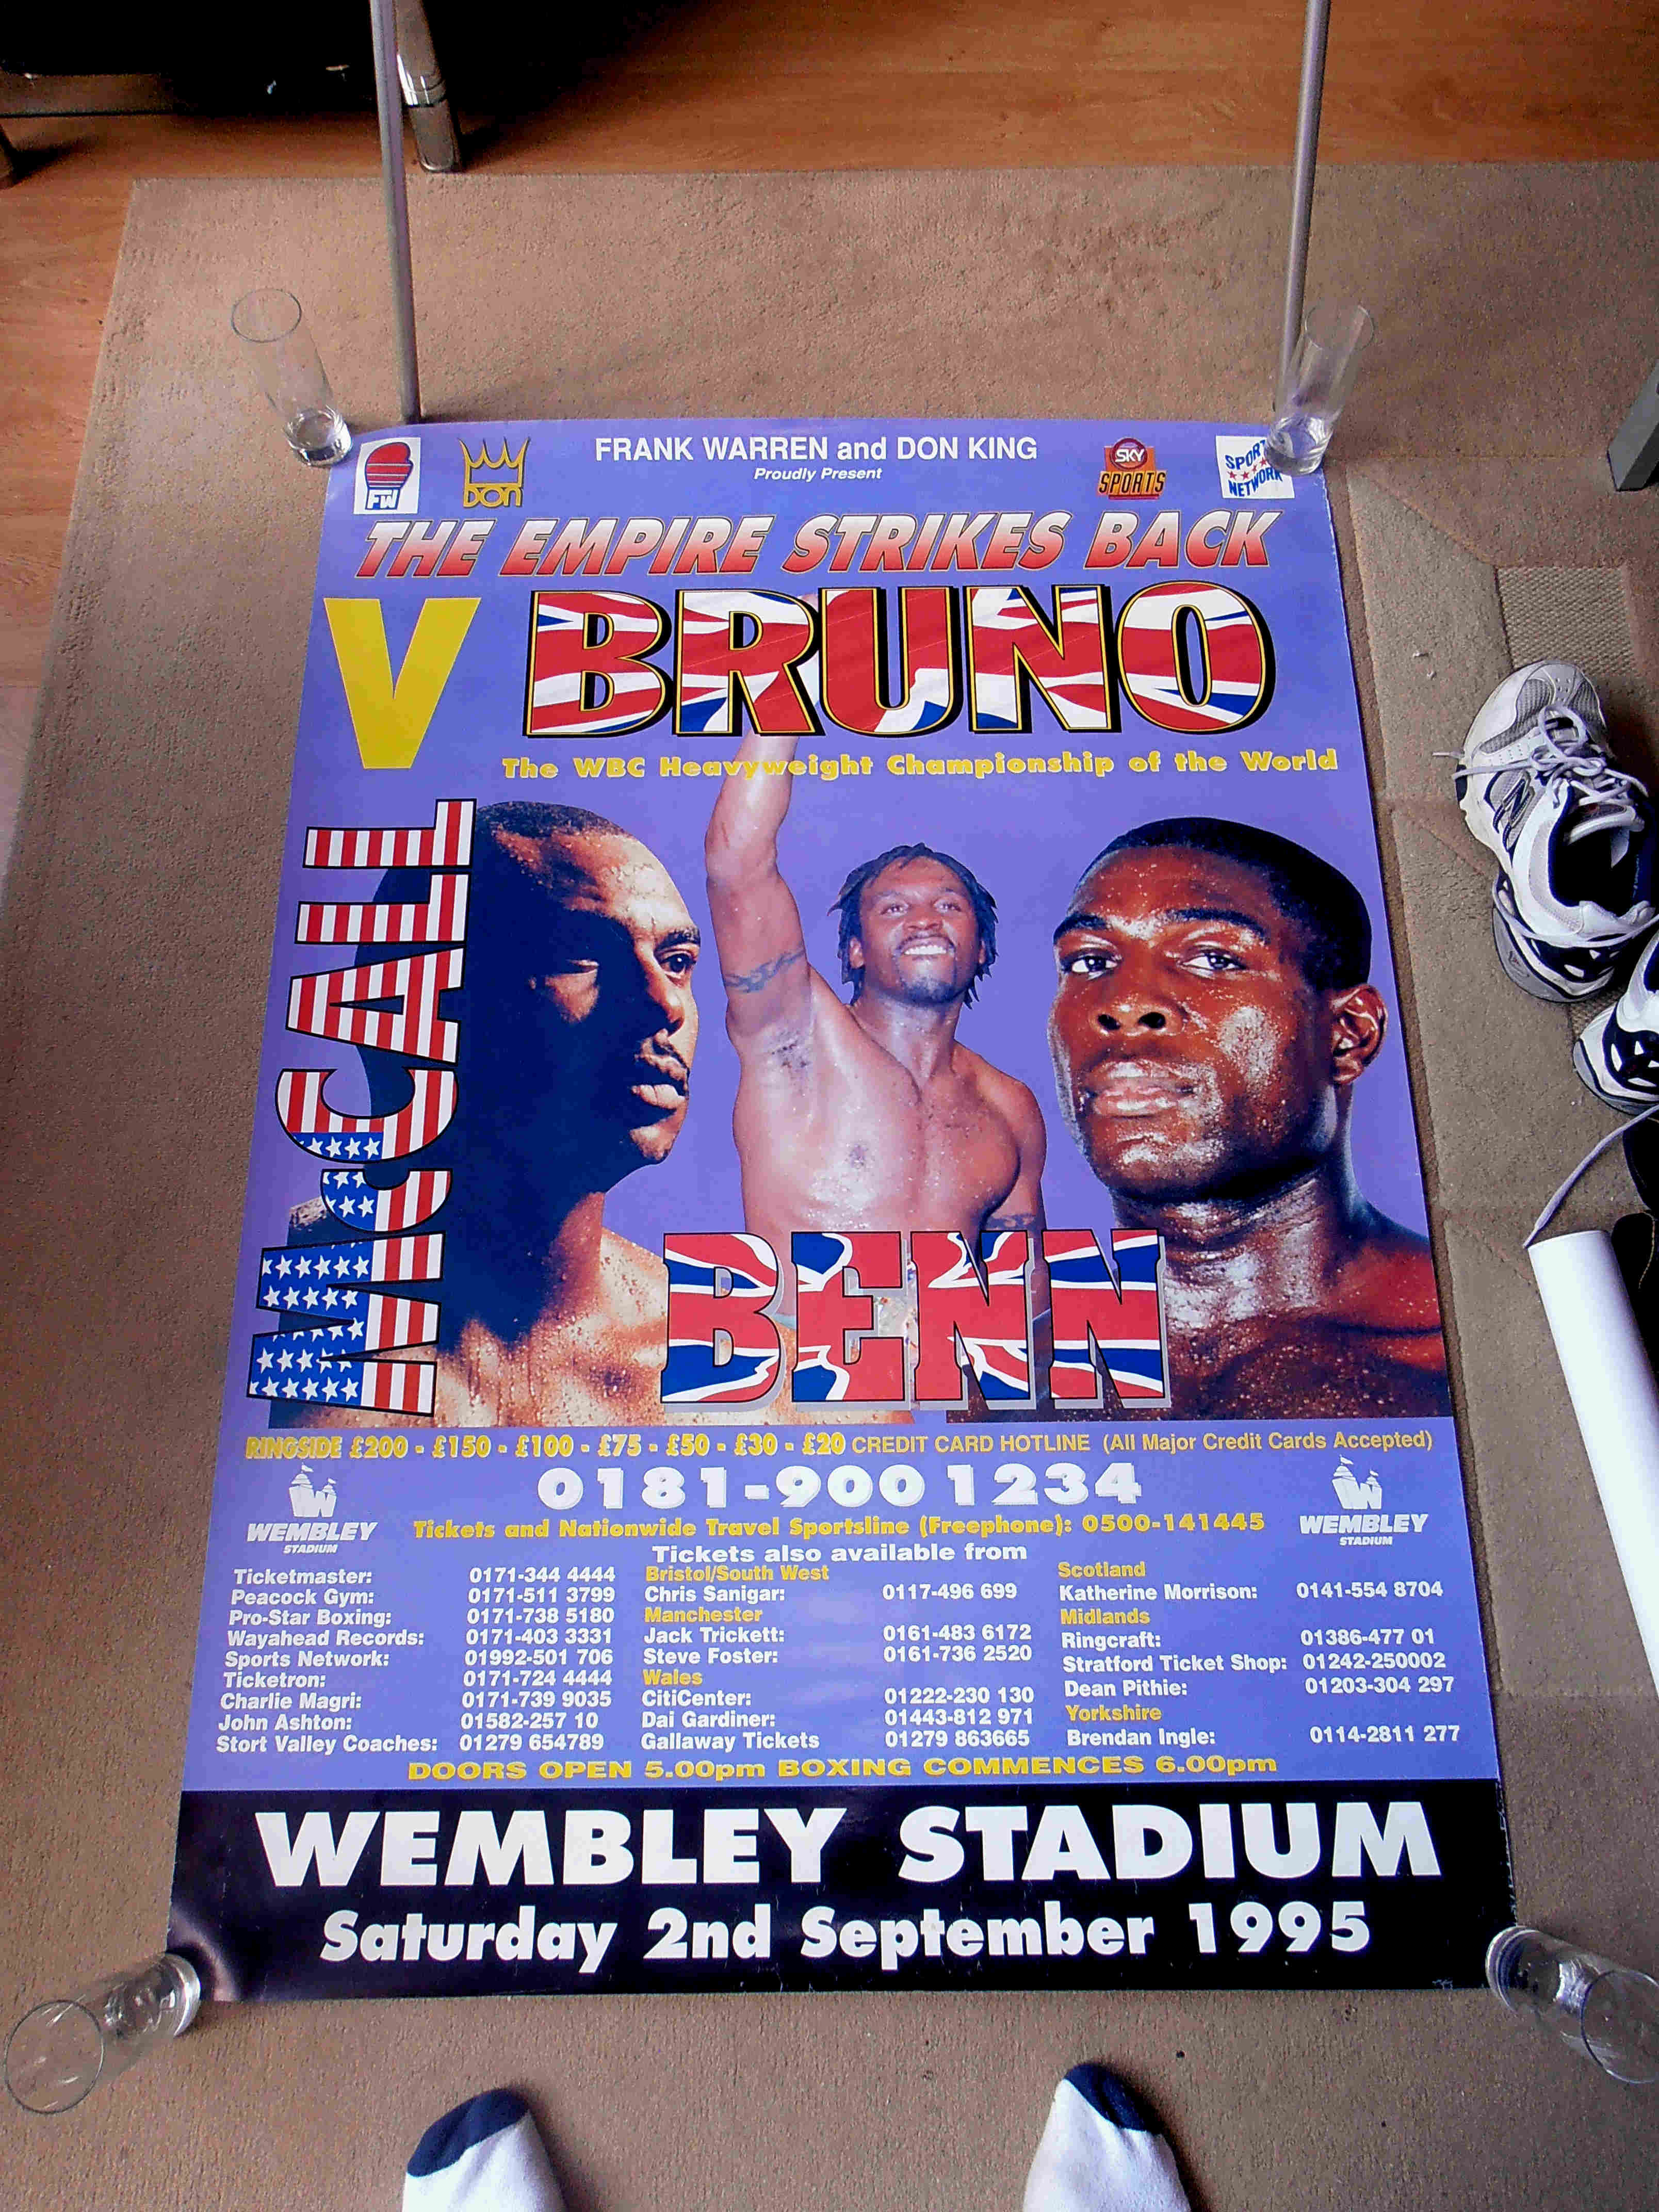 FW
DON
FRANK WARREN and DON KING
Proudly Present
SKY
SPORTS
SPORT
NETWORK
THE EMPIRE STRIKES BACK
V BRUNO
The WBC Heavyweight Championship of the World
McCALL
BENN
RINGSIDE £200 - £150 - £100 - £75 - £50 - £30 - £20 CREDIT CARD HOTLINE (All Major Credit Cards Accepted)
0181-900 1234
WEMBLEY
STADIUM
Tickets and Nationwide Travel Sportsline (Freephone): 0500-141445
WEMBLEY
STADIUM
Tickets also available from
Ticketmaster: 0171-344 4444
Peacock Gym: 0171-511 3799
Pro-Star Boxing: 0171-738 5180
Wayahead Records: 0171-403 3331
Sports Network: 01992-501 706
Ticketron: 0171-724 4444
Charlie Magri: 0171-739 9035
John Ashton: 01582-257 10
Stort Valley Coaches: 01279 654789
Bristol/South West
Chris Sanigar: 0117-496 699
Manchester
Jack Trickett: 0161-483 6172
Steve Foster: 0161-736 2520
Wales
CitiCenter: 01222-230 130
Dai Gardiner: 01443-812 971
Gallaway Tickets 01279 863665
Scotland
Katherine Morrison: 0141-554 8704
Midlands
Ringcraft: 01386-477 01
Stratford Ticket Shop: 01242-250002
Dean Pithie: 01203-304 297
Yorkshire
Brendan Ingle: 0114-2811 277
DOORS OPEN 5.00pm BOXING COMMENCES 6.00pm
WEMBLEY STADIUM
Saturday 2nd September 1995